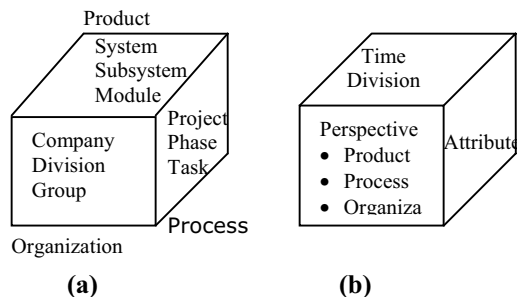 Product
System
Subsystem
Module
Project
Phase
Task
Company
Division
Group
Process
Organization
(a)
Time
Division
Perspective
• Product
• Process
• Organiza
Attribute
(b)